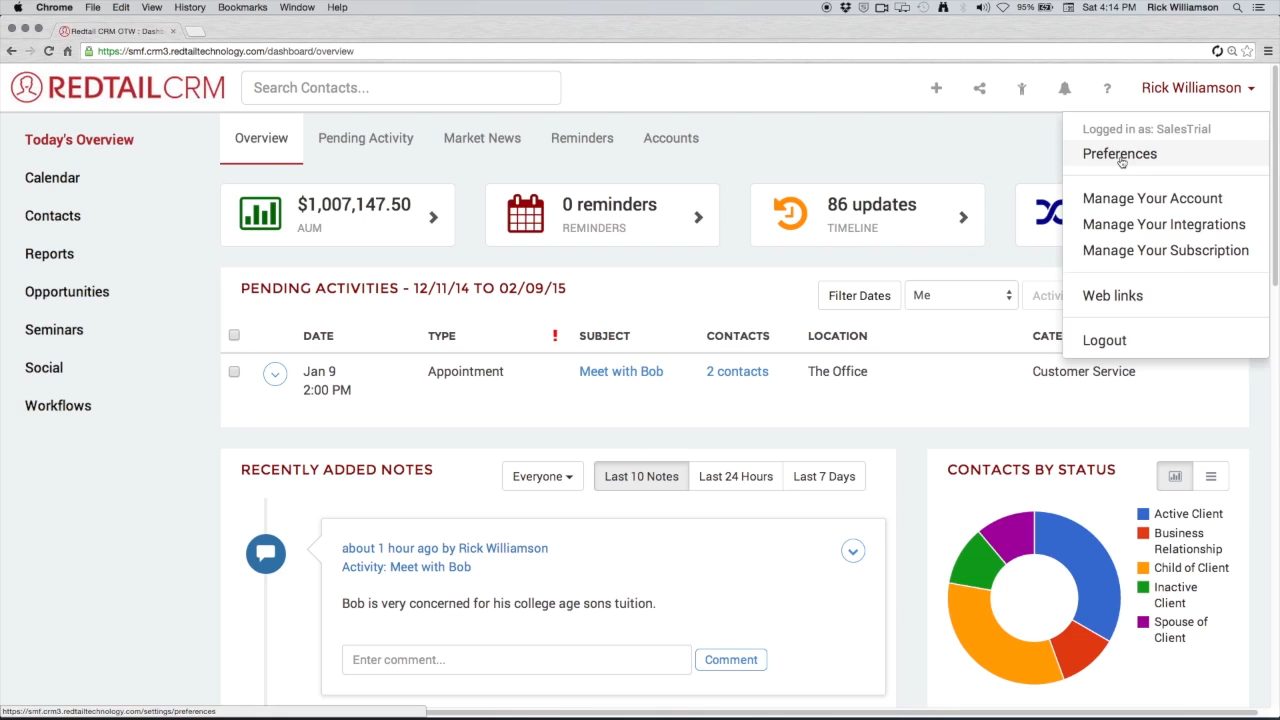 Chrome File Edit View History Bookmarks Window Help 95% Sat 4:14 PM Rick Williamson
Redtail CRM OTW : Dashb
https://smf.crm3.redtailtechnology.com/dashboard/overview
REDTAILCRM
Search Contacts...
?
Rick Williamson
Logged in as: SalesTrial
Preferences
Manage Your Account
Manage Your Integrations
Manage Your Subscription
Web links
Logout
Today's Overview
Calendar
Contacts
Reports
Opportunities
Seminars
Social
Workflows
Overview Pending Activity Market News Reminders Accounts
$1,007,147.50
AUM
0 reminders
REMINDERS
86 updates
TIMELINE
PENDING ACTIVITIES - 12/11/14 TO 02/09/15
Filter Dates Me Activi
DATE TYPE ! SUBJECT CONTACTS LOCATION CATE
Jan 9 Appointment Meet with Bob 2 contacts The Office Customer Service
2:00 PM
RECENTLY ADDED NOTES
Everyone Last 10 Notes Last 24 Hours Last 7 Days
about 1 hour ago by Rick Williamson
Activity: Meet with Bob
Bob is very concerned for his college age sons tuition.
Enter comment... Comment
CONTACTS BY STATUS
Active Client
Business
Relationship
Child of Client
Inactive
Client
Spouse of
Client
https://smf.crm3.redtailtechnology.com/settings/preferences